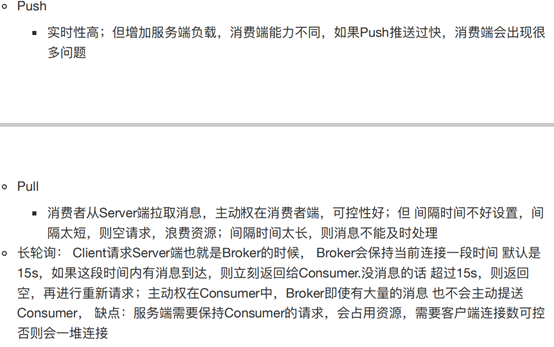 Push
实时性高；但增加服务端负载，消费端能力不同，如果Push推送过快，消费端会出现很
多问题
Pull
消费者从Server端拉取消息，主动权在消费者端，可控性好；但 间隔时间不好设置，间
隔太短，则空请求，浪费资源；间隔时间太长，则消息不能及时处理
长轮询： Client请求Server端也就是Broker的时候， Broker会保持当前连接一段时间 默认是
15s，如果这段时间内有消息到达，则立刻返回给Consumer.没消息的话 超过15s，则返回
空，再进行重新请求；主动权在Consumer中，Broker即使有大量的消息 也不会主动提送
Consumer， 缺点：服务端需要保持Consumer的请求，会占用资源，需要客户端连接数可控
否则会一堆连接